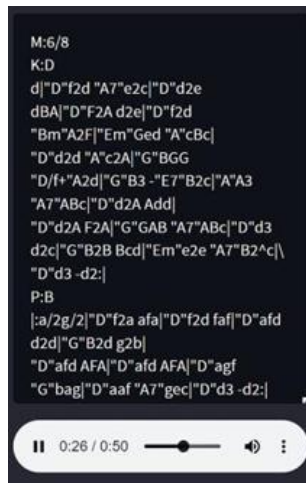 M:6/8
K:D
d|"D"f2d "A7"e2c|"D"d2e
dBA|"D"F2A d2e|"D"f2d
"Bm"A2F|"Em"Ged "A"cBc|
"D"d2d "A"c2A|"G"BGG
"D/f+"A2d|"G"B3 -"E7"B2c|"A"A3
"A7"ABc|"D"d2A Add|
"D"d2A F2A|"G"GAB "A7"ABc|"D"d3
d2c|"G"B2B Bcd|"Em"e2e "A7"B2^c|\
"D"d3 -d2:|
P:B
|:a/2g/2|"D"f2a afa|"D"f2d faf|"D"afd
d2d|"G"B2d g2b|
"D"afd AFA|"D"afd AFA|"D"agf
"G"bag|"D"aaf "A7"gec|"D"d3 -d2:|
0:26 / 0:50